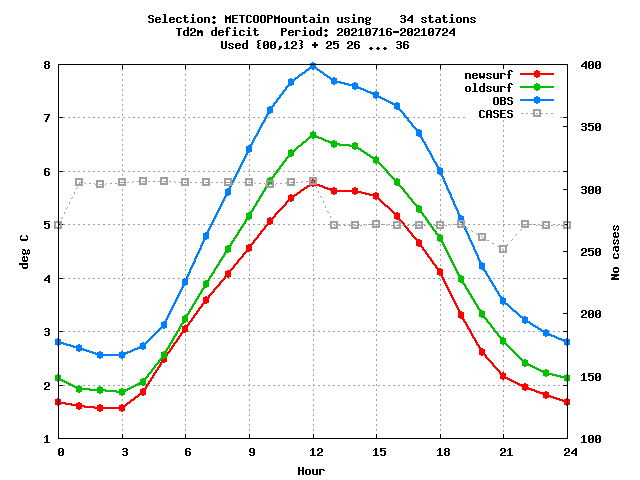 Selection: METCOOPMountain using    34 stations
Td2m deficit   Period: 20210716-20210724
Used {00,12} + 25 26 ... 36
newsurf
oldsurf
OBS
CASES
8
7
6
5
4
3
2
1
400
350
300
250
200
150
100
deg C
No cases
0 3 6 9 12 15 18 21 24
Hour